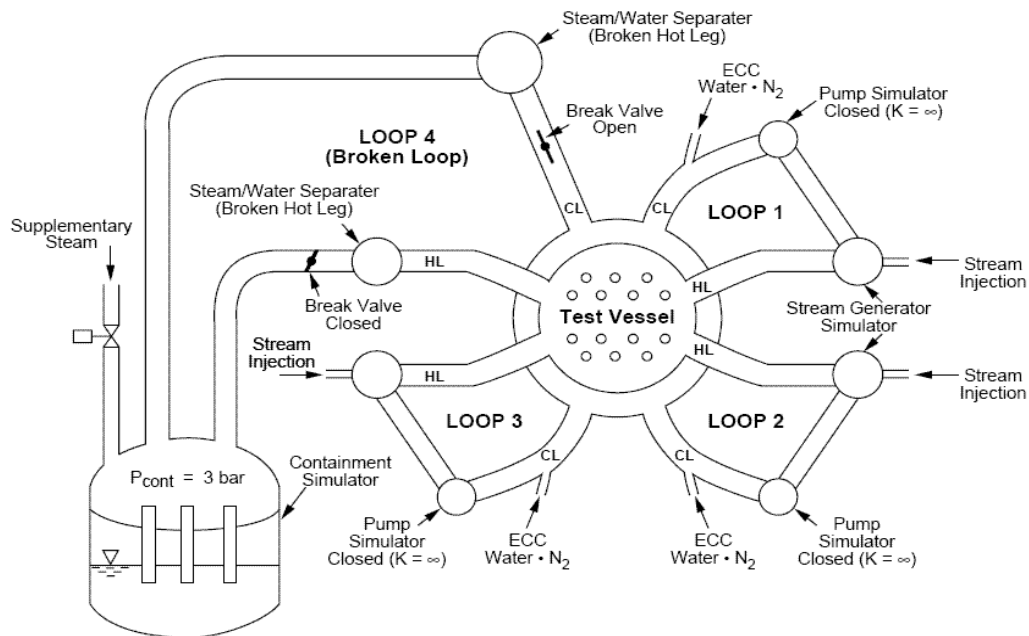 Steam/Water Separater
(Broken Hot Leg)
ECC
Water • N2
Pump Simulator
Closed (K = ∞)
Break Valve
Open
LOOP 4
(Broken Loop)
Steam/Water Separater
(Broken Hot Leg)
CL
CL
LOOP 1
Supplementary
Steam
HL
HL
Stream
Injection
Break Valve
Closed
Test Vessel
Stream Generator
Simulator
Stream
Injection
HL
HL
Stream
Injection
LOOP 3
LOOP 2
CL
CL
Pcont = 3 bar
Containment
Simulator
Pump
Simulator
Closed (K = ∞)
ECC
Water • N2
ECC
Water • N2
Pump
Simulator
Closed (K = ∞)